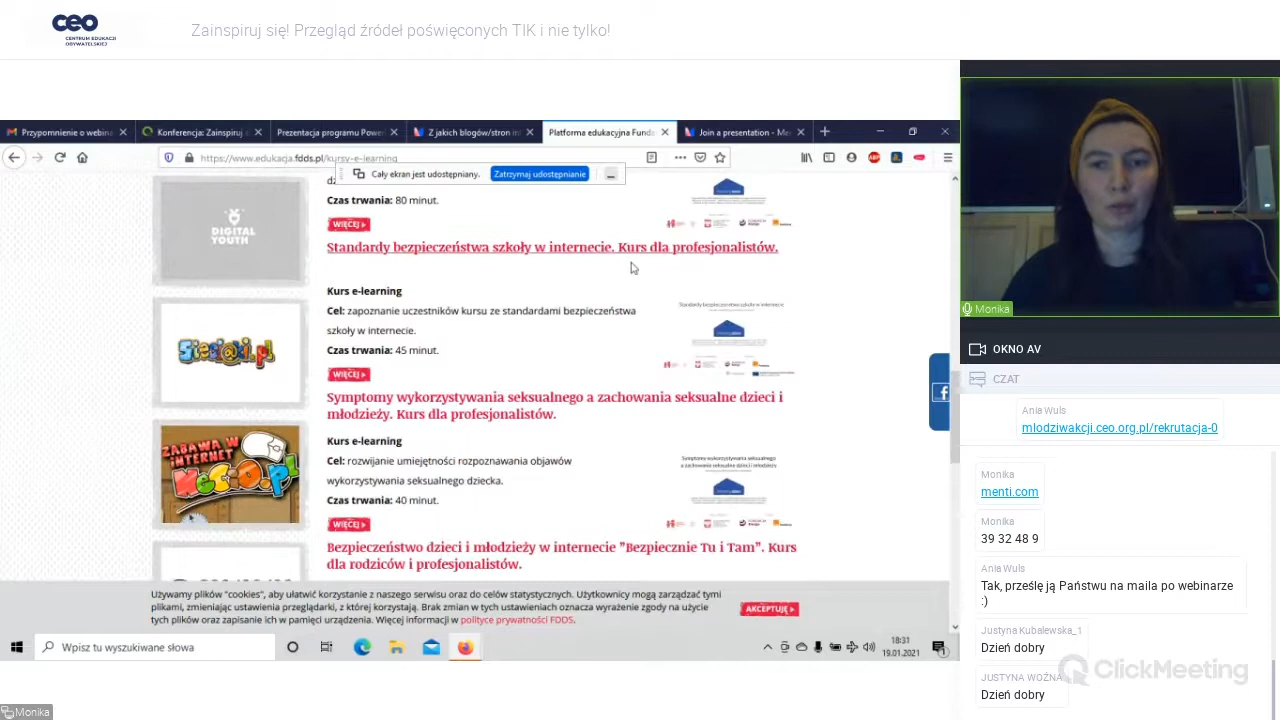 ceo
CENTRUM EDUKACJI
OBYWATELSKIEJ
Zainspiruj się! Przegląd źródeł poświęconych TIK i nie tylko!
Przypomnienie o webina
Konferencja: Zainspiruj s
Prezentacja programu Power
Z jakich blogów/stron int
Platforma edukacyjna Funda
Join a presentation - Me
https://www.edukacja.fdds.pl/kursy-e-learning
Cały ekran jest udostępniany.
Zatrzymaj udostępnianie
Czas trwania: 80 minut.
WIĘCEJ
Standardy bezpieczeństwa szkoły w internecie. Kurs dla profesjonalistów.
Kurs e-learning
Cel: zapoznanie uczestników kursu ze standardami bezpieczeństwa
szkoły w internecie.
Czas trwania: 45 minut.
WIĘCEJ
Symptomy wykorzystywania seksualnego a zachowania seksualne dzieci i
młodzieży. Kurs dla profesjonalistów.
Kurs e-learning
Cel: rozwijanie umiejętności rozpoznawania objawów
wykorzystywania seksualnego dziecka.
Czas trwania: 40 minut.
WIĘCEJ
Bezpieczeństwo dzieci i młodzieży w internecie "Bezpiecznie Tu i Tam". Kurs
dla rodziców i profesjonalistów.
DIGITAL
YOUTH
ZABAWA W
INTERNET
Używamy plików "cookies", aby ułatwić korzystanie z naszego serwisu oraz do celów statystycznych. Użytkownicy mogą zarządzać tymi
plikami, zmieniając ustawienia przeglądarki, z której korzystają. Brak zmian w tych ustawieniach oznacza wyrażenie zgody na użycie
tych plików oraz zapisanie ich w pamięci urządzenia. Więcej informacji w polityce prywatności FDDS.
AKCEPTUJĘ
Wpisz tu wyszukiwane słowa
18:31
19.01.2021
Monika
Monika
OKNO AV
CZAT
Ania Wuls
mlodziwakcji.ceo.org.pl/rekrutacja-0
Monika
menti.com
Monika
39 32 48 9
Ania Wuls
Tak, prześlę ją Państwu na maila po webinarze
:)
Justyna Kubalewska_1
Dzień dobry
JUSTYNA WOŹNA
Dzień dobry
ClickMeeting